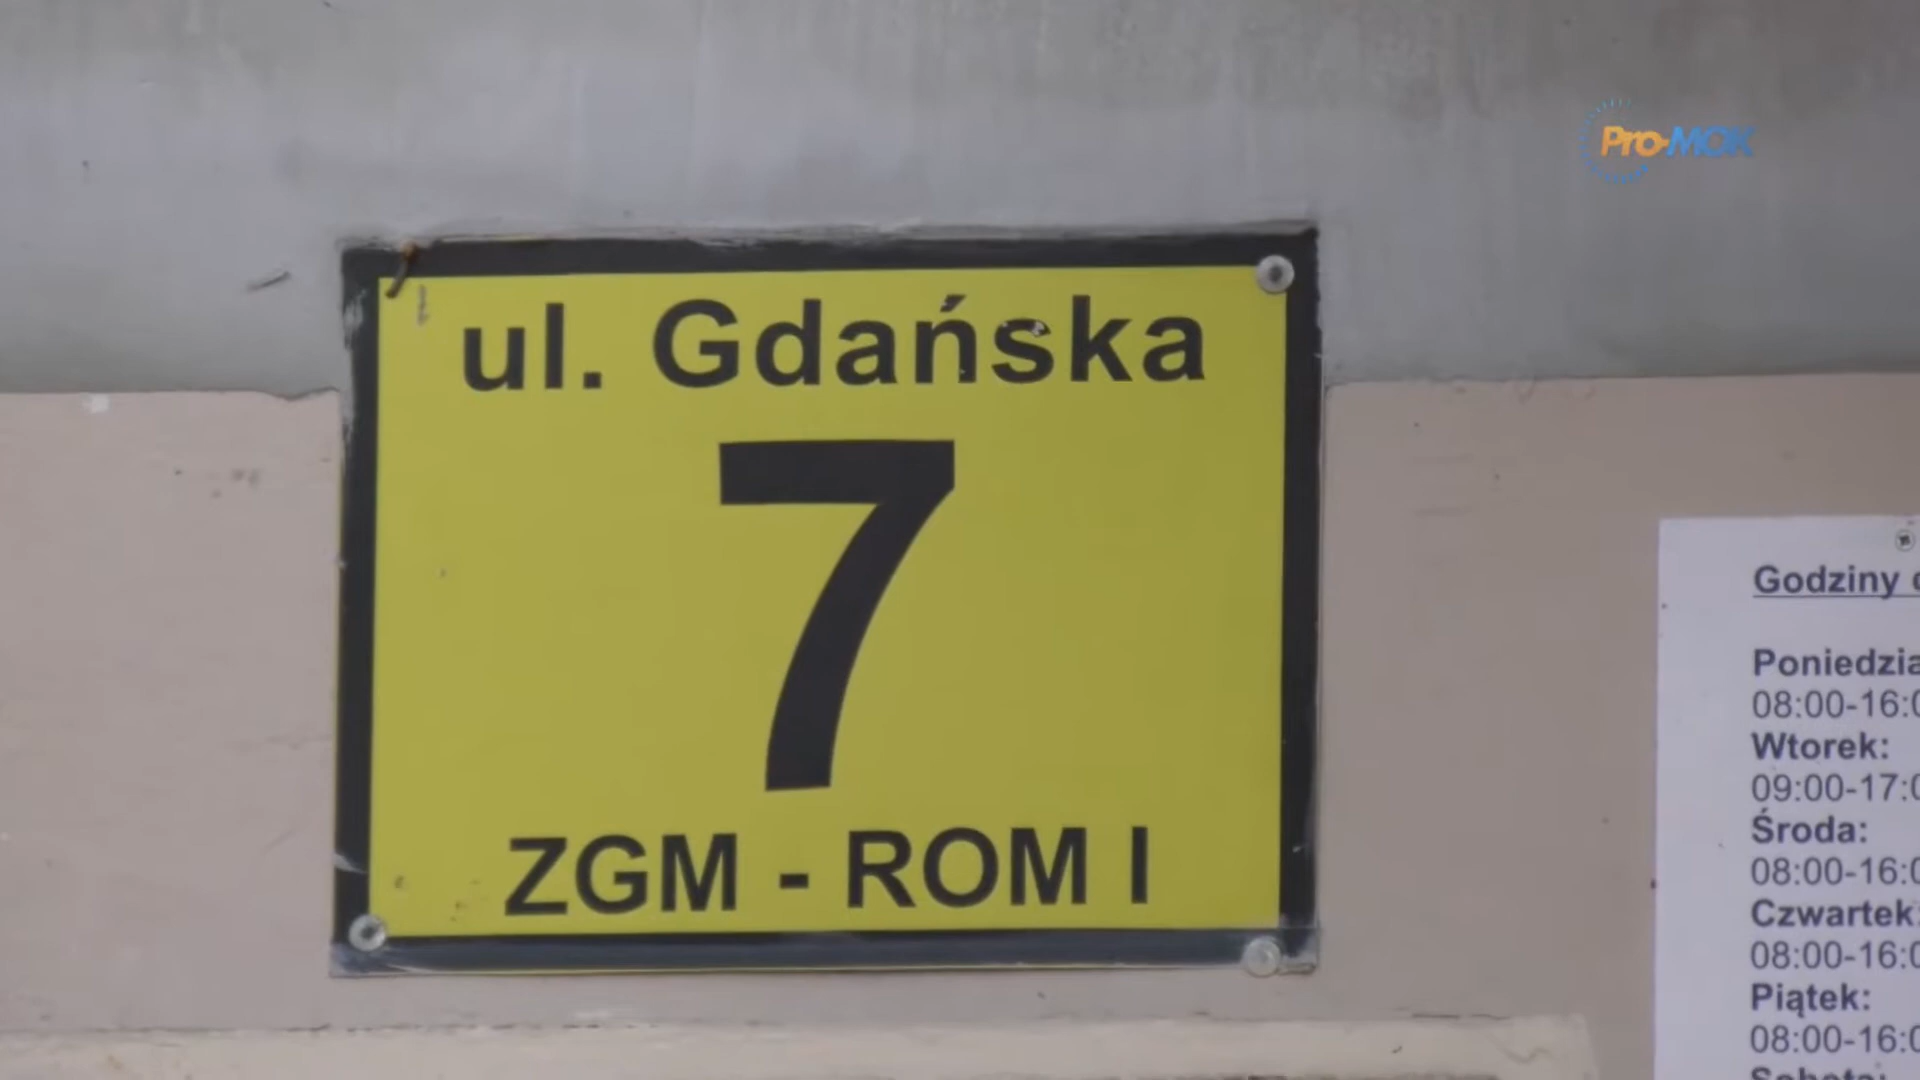 Pro-MOK
ul. Gdańska
7
ZGM - ROM I
Godziny
08:00-16:0
Wtorek:
09:00-17:0
Środa:
08:00-16:0
Czwartek:
08:00-16:0
Piątek:
08:00-16:0